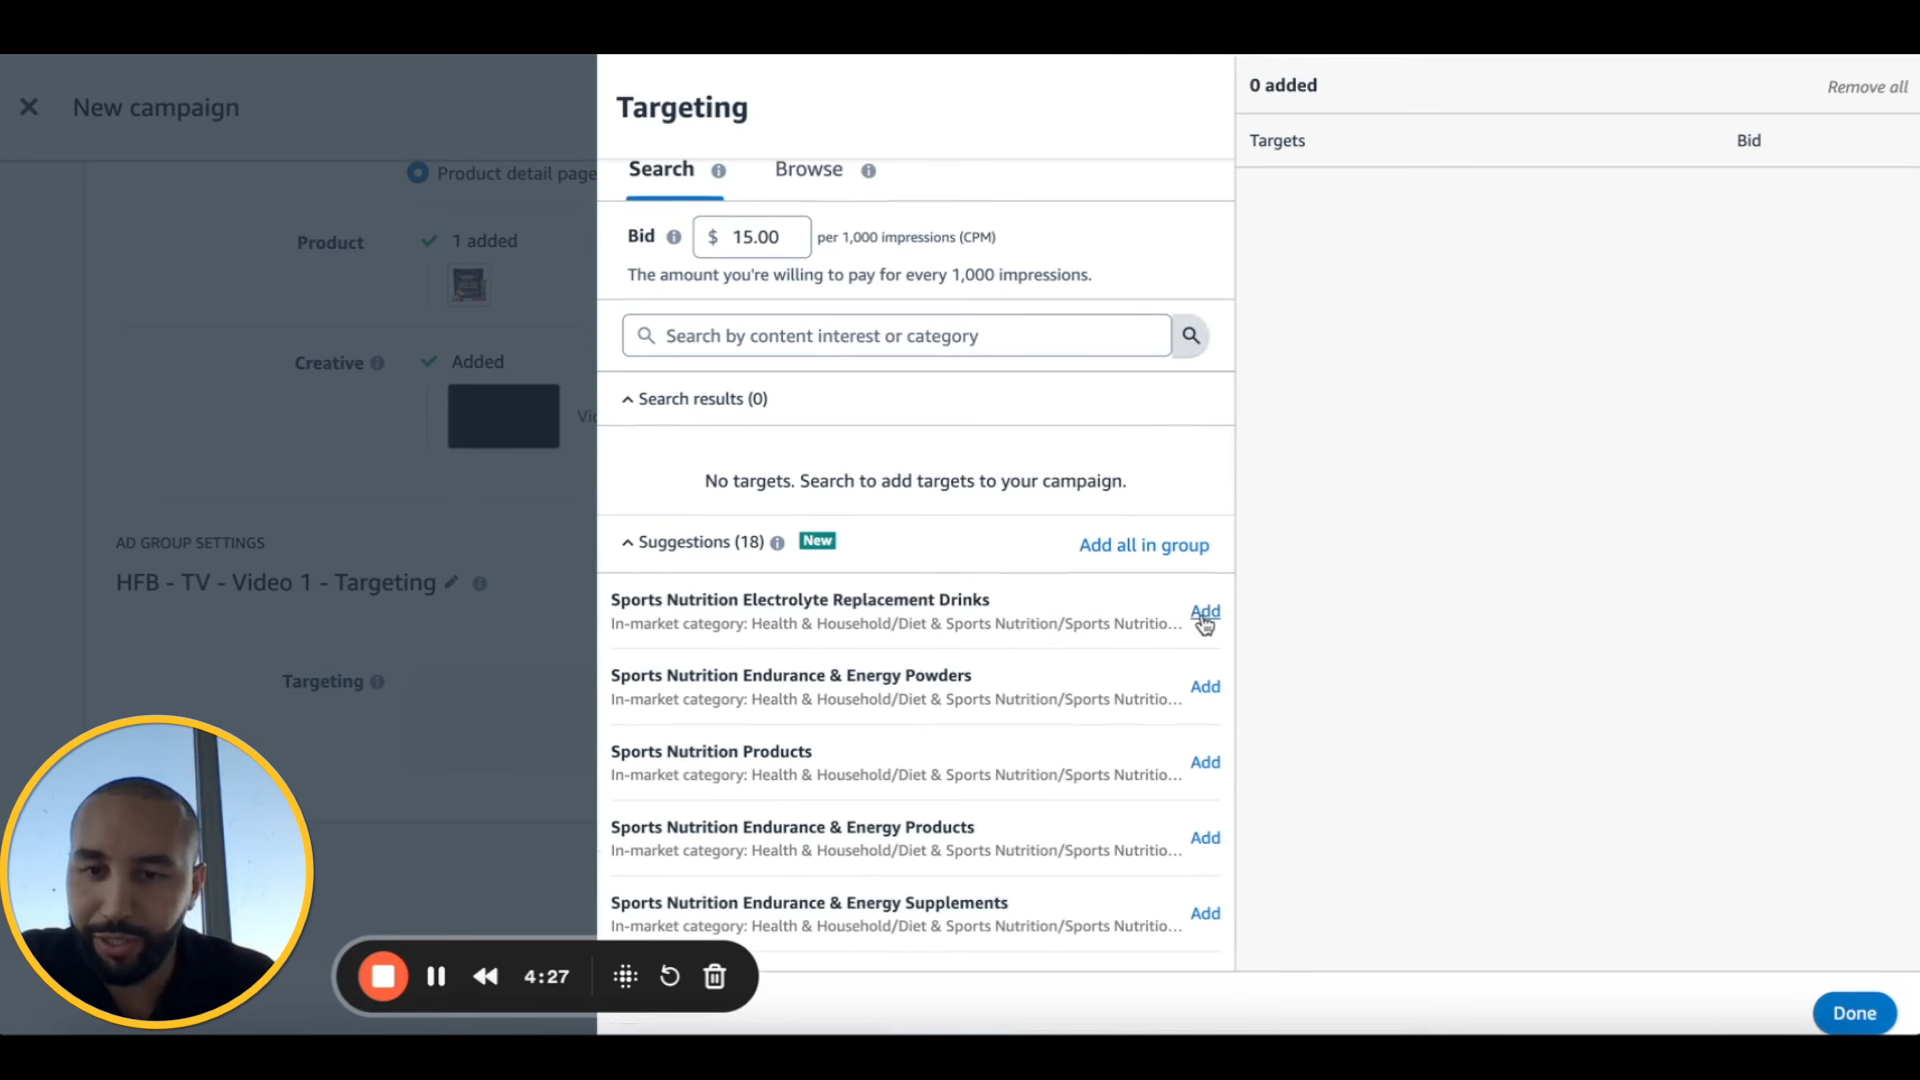 New campaign
Product detail page
Product
1 added
Creative
Added
AD GROUP SETTINGS
HFB - TV - Video 1 - Targeting
Targeting
Targeting
Search
Browse
Bid $ 15.00 per 1,000 impressions (CPM)
The amount you're willing to pay for every 1,000 impressions.
Search by content interest or category
Search results (0)
No targets. Search to add targets to your campaign.
Suggestions (18) New Add all in group
Sports Nutrition Electrolyte Replacement Drinks
In-market category: Health & Household/Diet & Sports Nutrition/Sports Nutritio...
Add
Sports Nutrition Endurance & Energy Powders
In-market category: Health & Household/Diet & Sports Nutrition/Sports Nutritio...
Add
Sports Nutrition Products
In-market category: Health & Household/Diet & Sports Nutrition/Sports Nutritio...
Add
Sports Nutrition Endurance & Energy Products
In-market category: Health & Household/Diet & Sports Nutrition/Sports Nutritio...
Add
Sports Nutrition Endurance & Energy Supplements
In-market category: Health & Household/Diet & Sports Nutrition/Sports Nutritio...
Add
0 added
Remove all
Targets
Bid
4:27
Done